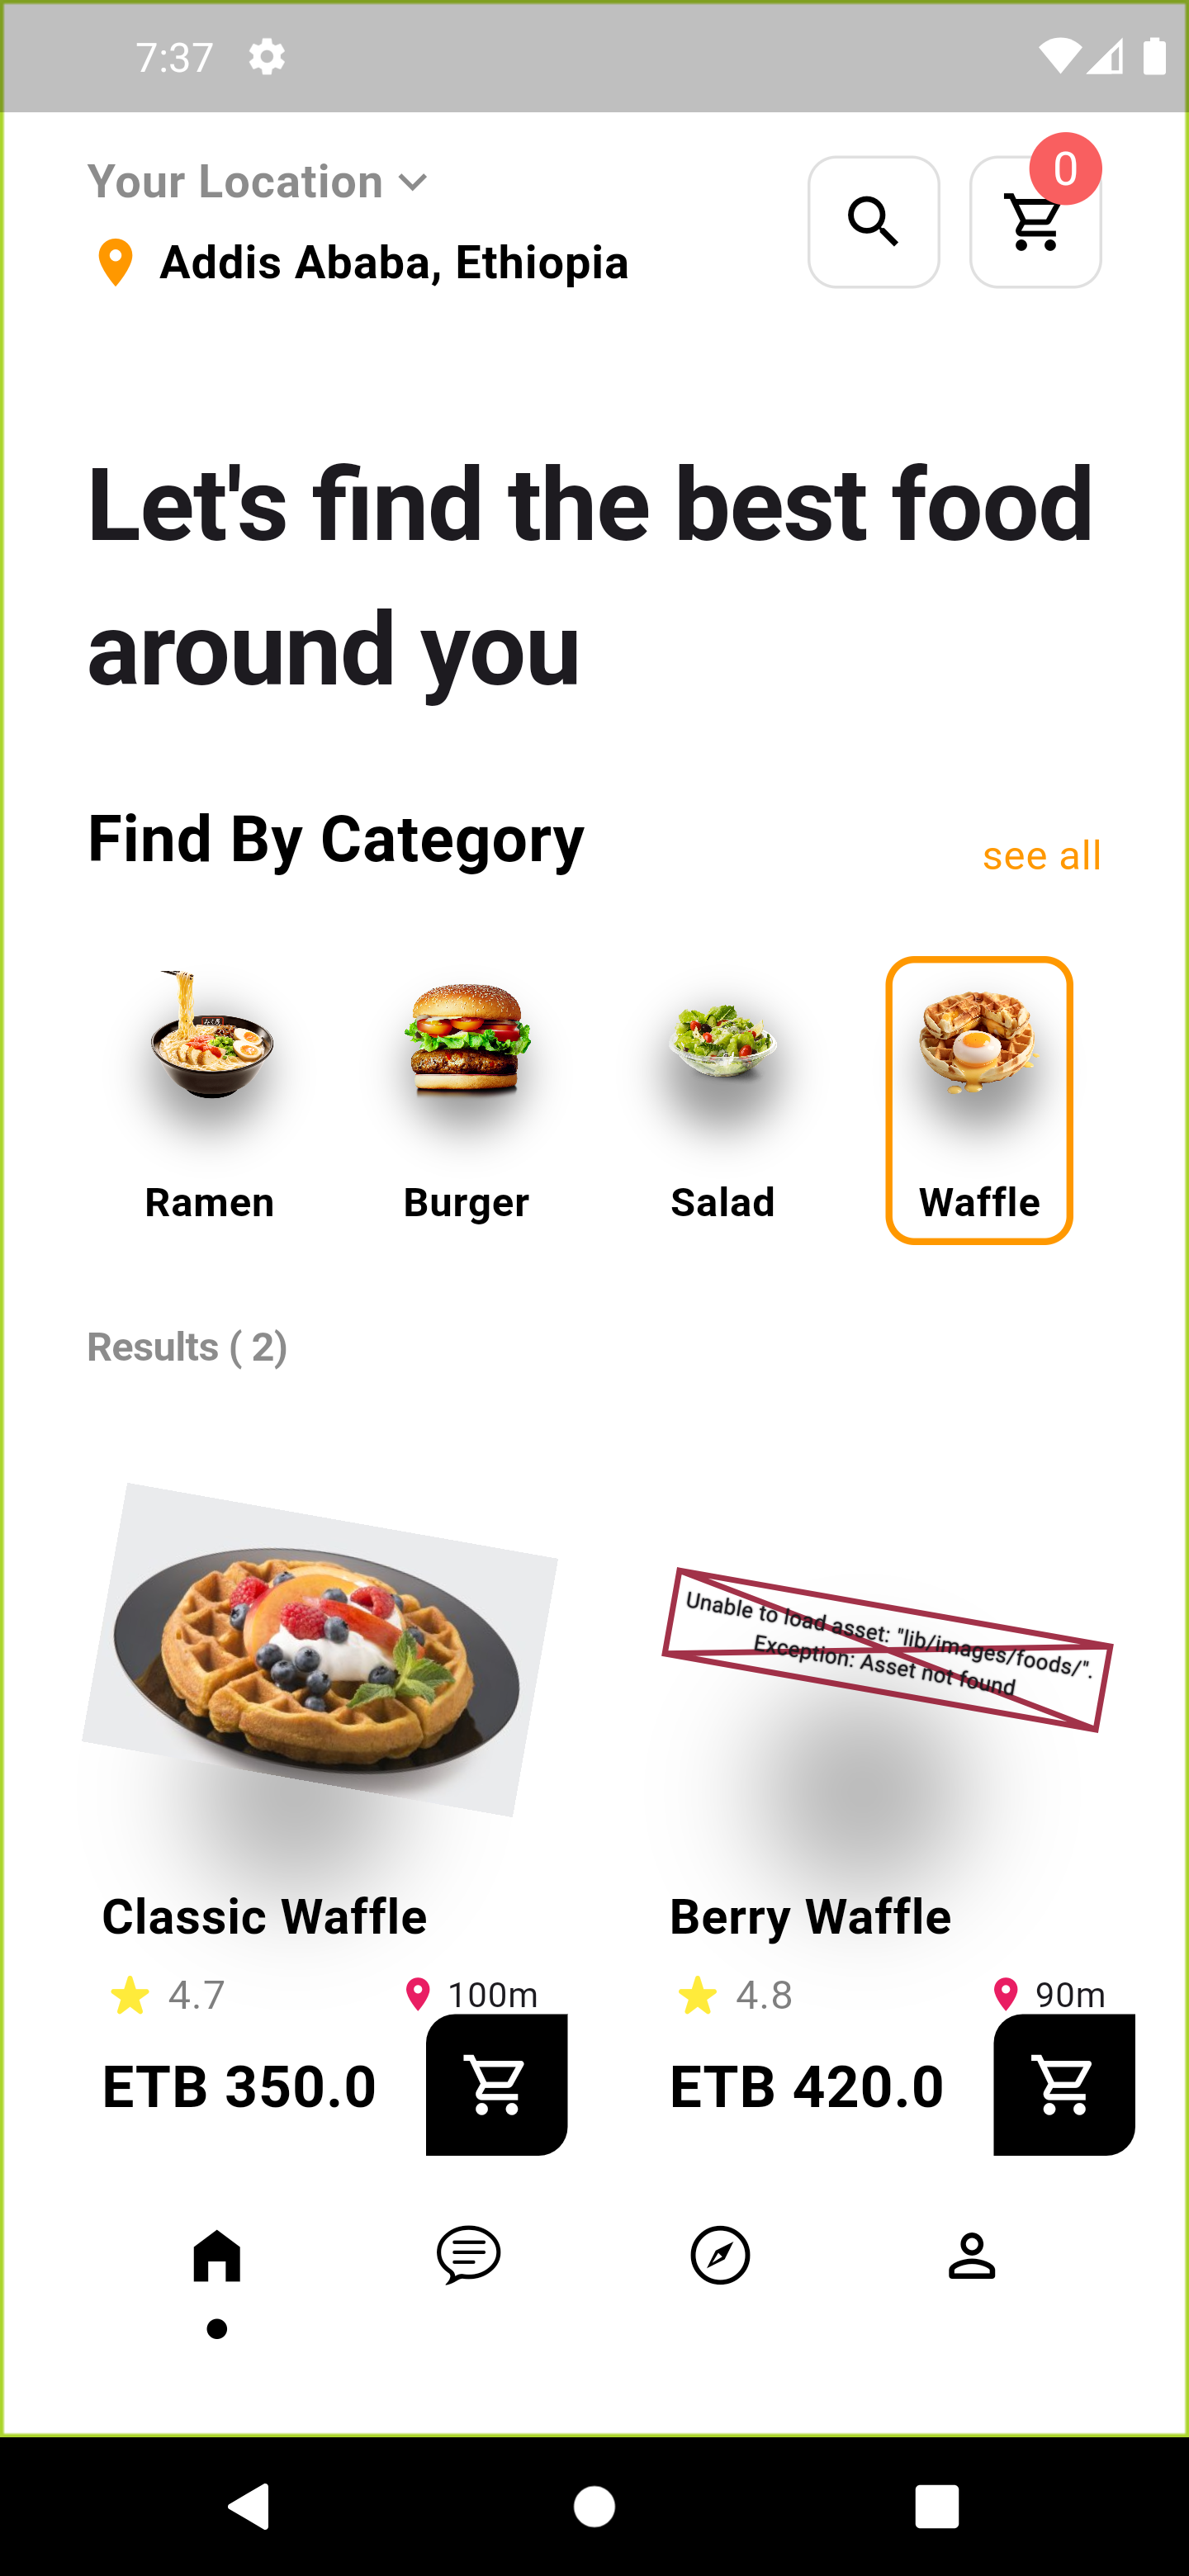 7:37
Your Location
0
Addis Ababa, Ethiopia
Let's find the best food
around you
Find By Category
see all
Ramen
Burger
Salad
Waffle
Results ( 2)
Unable to load asset: "lib/images/foods/".
Exception: Asset not found
Classic Waffle
Berry Waffle
4.7
100m
4.8
90m
ETB 350.0
ETB 420.0